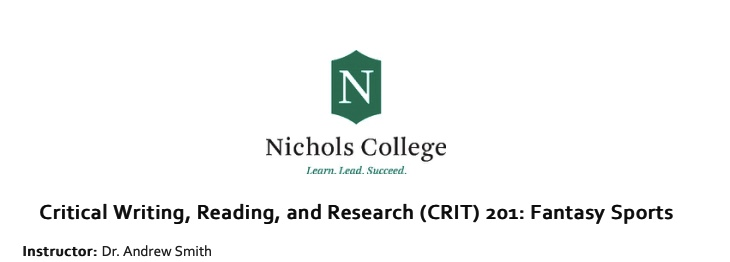 N
Nichols College
Learn. Lead. Succeed.
Critical Writing, Reading, and Research (CRIT) 201: Fantasy Sports
Instructor: Dr. Andrew Smith